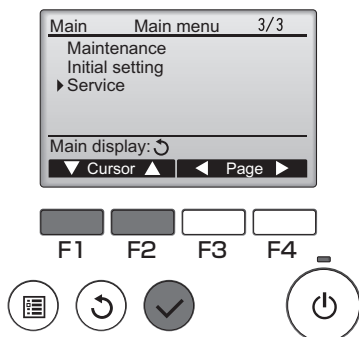 Main Main menu 3/3
Maintenance
Initial setting
Service
Main display:
Cursor Page
F1 F2 F3 F4